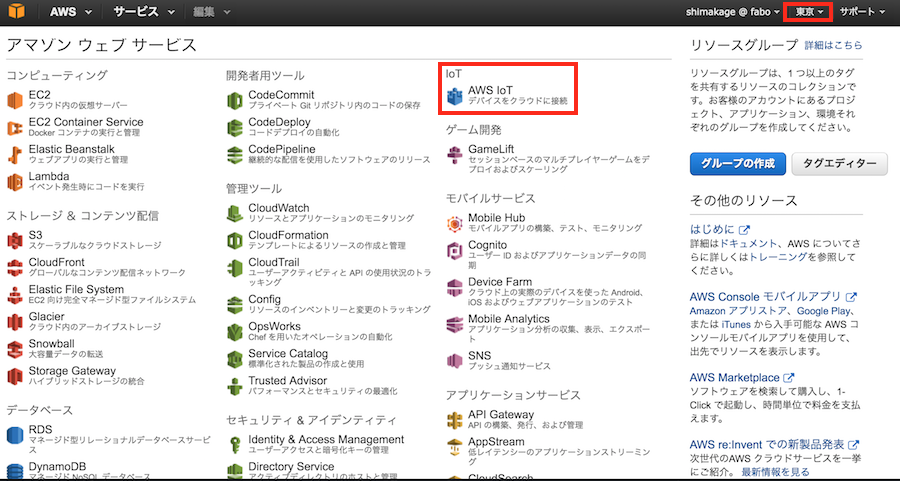 AWS サービス 編集 shimakage @ fabo 東京 サポート
アマゾン ウェブ サービス
コンピューティング
EC2
クラウド内の仮想サーバー
EC2 Container Service
Docker コンテナの実行と管理
Elastic Beanstalk
ウェブアプリの実行と管理
Lambda
イベント発生時にコードを実行
ストレージ & コンテンツ配信
S3
スケーラブルなクラウドストレージ
CloudFront
グローバルなコンテンツ配信ネットワーク
Elastic File System
EC2 向け完全マネージド型ファイルシステム
Glacier
クラウド内のアーカイブストレージ
Snowball
大容量データの転送
Storage Gateway
ハイブリッドストレージの統合
データベース
RDS
マネージド型リレーショナルデータベースサービ
ス
DynamoDB
マネージド NoSQL データベース
開発者用ツール
CodeCommit
プライベート Git リポジトリ内のコードの保存
CodeDeploy
コードデプロイの自動化
CodePipeline
継続的な配信を使用したソフトウェアのリリース
管理ツール
CloudWatch
リソースとアプリケーションのモニタリング
CloudFormation
テンプレートによるリソースの作成と管理
CloudTrail
ユーザーアクティビティと API の使用状況のトラ
ッキング
Config
リソースのインベントリーと変更のトラッキング
OpsWorks
Chef を用いたオペレーションの自動化
Service Catalog
標準化された製品の作成と使用
Trusted Advisor
パフォーマンスとセキュリティの最適化
セキュリティ & アイデンティティ
Identity & Access Management
ユーザーアクセスと暗号化キーの管理
Directory Service
アクティブディレクトリのホストと管理
IoT
AWS IoT
デバイスをクラウドに接続
ゲーム開発
GameLift
セッションベースのマルチプレイヤーゲームをデ
プロイおよびスケーリング
モバイルサービス
Mobile Hub
モバイルアプリの構築、テスト、モニタリング
Cognito
ユーザー ID およびアプリケーションデータの同
期
Device Farm
クラウド上の実際のデバイスを使った Android、
iOS およびウェブアプリケーションのテスト
Mobile Analytics
アプリケーション分析の収集、表示、エクスポー
ト
SNS
プッシュ通知サービス
アプリケーションサービス
API Gateway
API の構築、発行、および管理
AppStream
低レイテンシーのアプリケーションストリーミン
グ
CloudSearch
リソースグループ 詳細はこちら
リソースグループは、1 つ以上のタグ
を共有するリソースのコレクションで
す。お客様のアカウントにあるプロジ
ェクト、アプリケーション、環境それ
ぞれのグループを作成してください。
グループの作成 タグエディター
その他のリソース
はじめに
詳細はドキュメント、AWS についてさ
らに詳しくはトレーニングを参照して
ください。
AWS Console モバイルアプリ
Amazon アプリストア、Google Play、
または iTunes から入手可能な AWS コ
ンソールモバイルアプリを使用して、
出先でリソースを表示します。
AWS Marketplace
ソフトウェアを検索して購入し、1-
Click で起動し、時間単位で料金を支払
えます。
AWS re:Invent での新製品発表
次世代の AWS クラウドサービスを一挙
にご紹介。 最新情報を見る